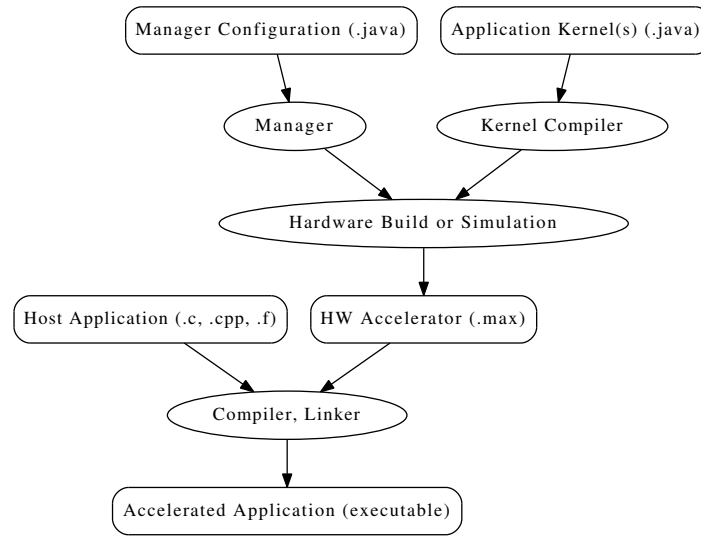 Manager Configuration (.java)
Application Kernel(s) (.java)
Manager
Kernel Compiler
Hardware Build or Simulation
Host Application (.c, .cpp, .f)
HW Accelerator (.max)
Compiler, Linker
Accelerated Application (executable)